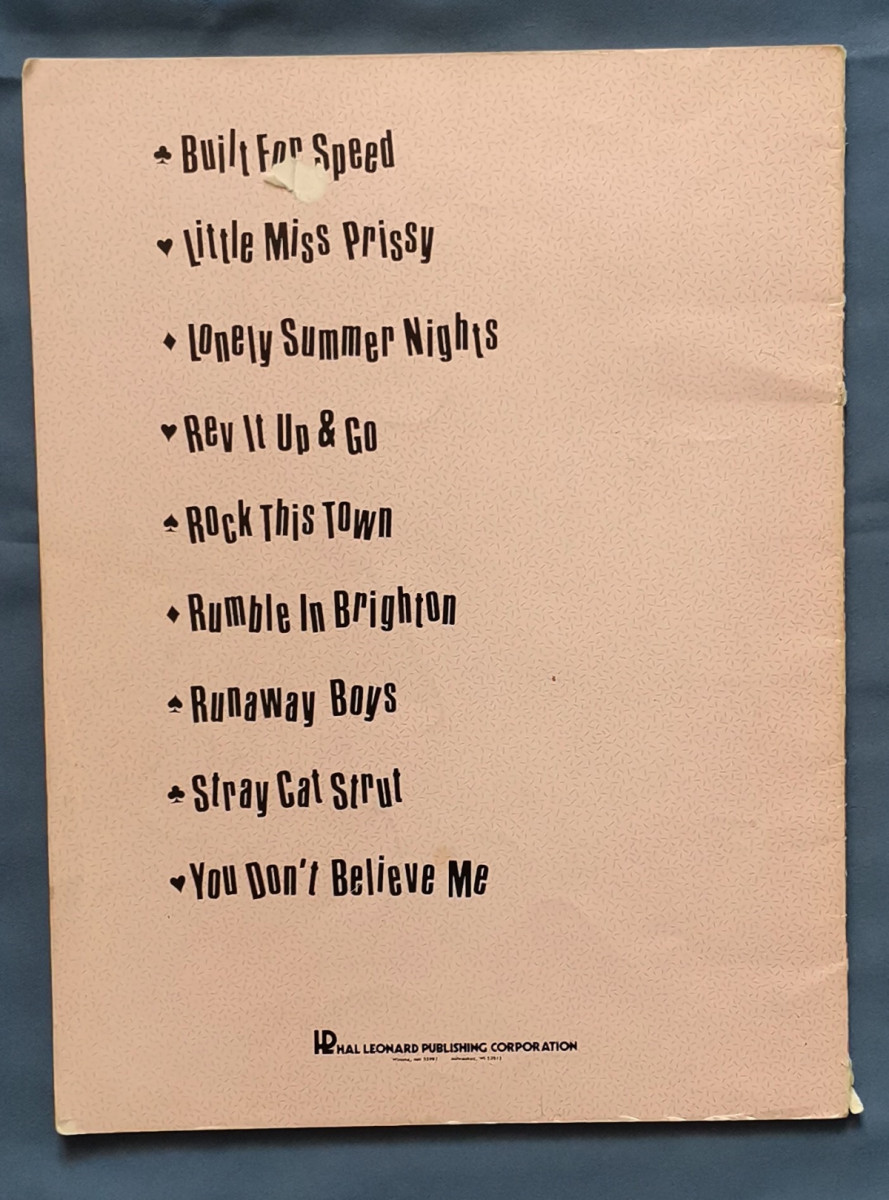 ♣ Built For Speed
♥ Little Miss Prissy
♦ Lonely Summer Nights
♥ Rev It Up & Go
♠ Rock This Town
♦ Rumble In Brighton
♠ Runaway Boys
♣ Stray Cat Strut
♥ You Don't Believe Me
HAL LEONARD PUBLISHING CORPORATION